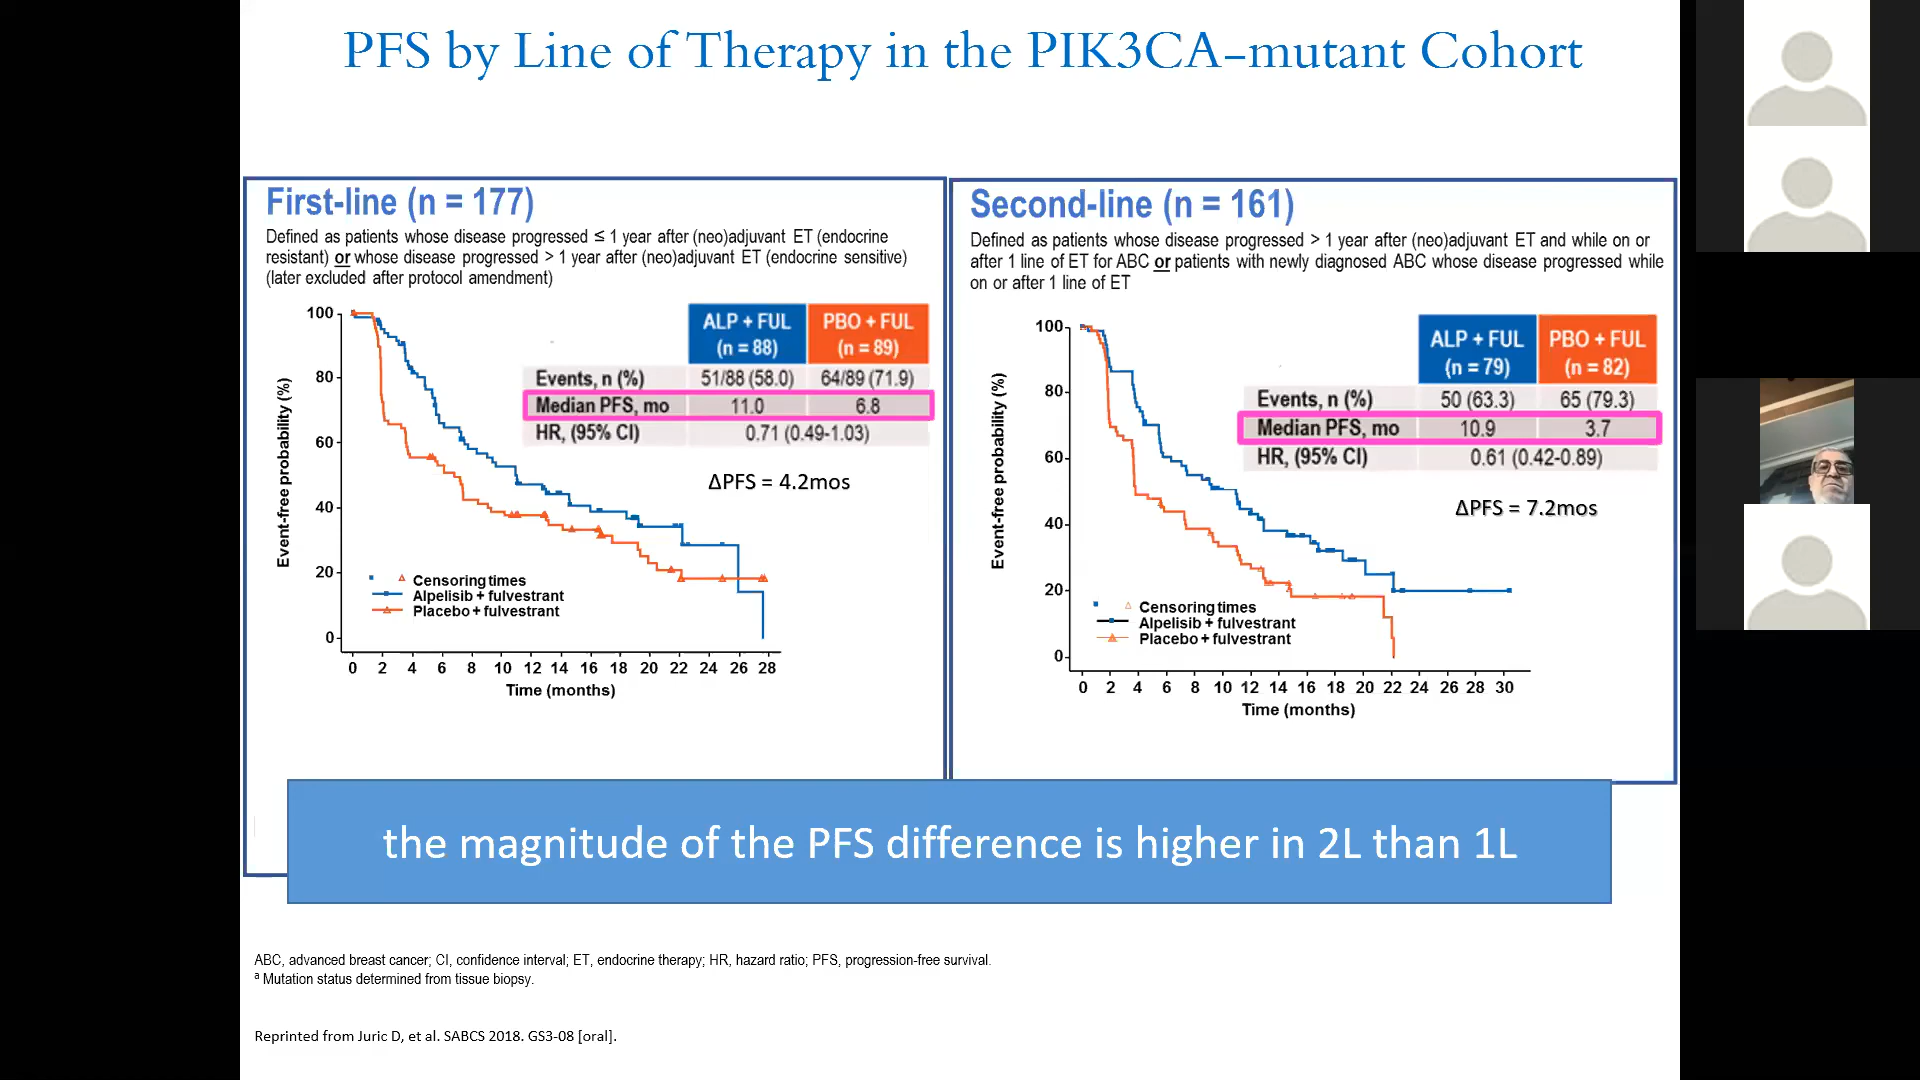 PFS by Line of Therapy in the PIK3CA-mutant Cohort
First-line (n = 177)
Defined as patients whose disease progressed ≤ 1 year after (neo)adjuvant ET (endocrine
resistant) or whose disease progressed > 1 year after (neo)adjuvant ET (endocrine sensitive)
(later excluded after protocol amendment)
ALP + FUL PBO + FUL
(n = 88) (n = 89)
Events, n (%) 51/88 (58.0) 64/89 (71.9)
Median PFS, mo 11.0 6.8
HR, (95% CI) 0.71 (0.49-1.03)
ΔPFS = 4.2mos
Event-free probability (%)
100
80
60
40
20
0
Censoring times
Alpelisib + fulvestrant
Placebo + fulvestrant
0 2 4 6 8 10 12 14 16 18 20 22 24 26 28
Time (months)
Second-line (n = 161)
Defined as patients whose disease progressed > 1 year after (neo)adjuvant ET and while on or
after 1 line of ET for ABC or patients with newly diagnosed ABC whose disease progressed while
on or after 1 line of ET
ALP + FUL PBO + FUL
(n = 79) (n = 82)
Events, n (%) 50 (63.3) 65 (79.3)
Median PFS, mo 10.9 3.7
HR, (95% CI) 0.61 (0.42-0.89)
ΔPFS = 7.2mos
Event-free probability (%)
100
80
60
40
20
0
Censoring times
Alpelisib + fulvestrant
Placebo + fulvestrant
0 2 4 6 8 10 12 14 16 18 20 22 24 26 28 30
Time (months)
the magnitude of the PFS difference is higher in 2L than 1L
ABC, advanced breast cancer; CI, confidence interval; ET, endocrine therapy; HR, hazard ratio; PFS, progression-free survival.
a Mutation status determined from tissue biopsy.
Reprinted from Juric D, et al. SABCS 2018. GS3-08 [oral].